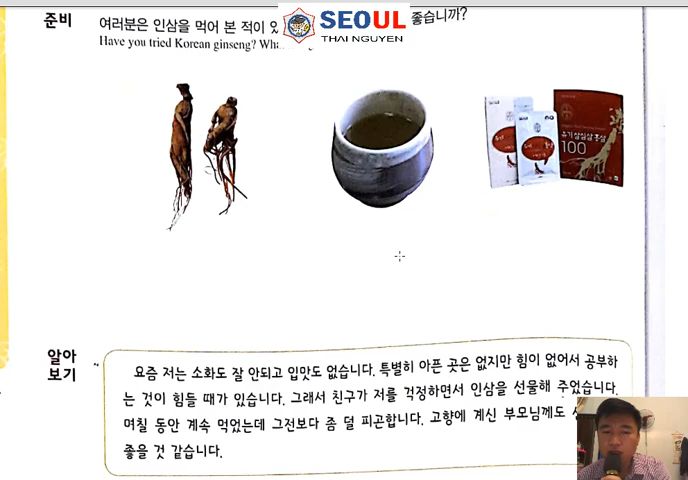 준비
여러분은 인삼을 먹어 본 적이 좋습니까?
Have you tried Korean ginseng?
SEOUL
THAI NGUYEN
유기 삼삼삼 홍삼
100
알아
보기
요즘 저는 소화도 잘 안되고 입맛도 없습니다. 특별히 아픈 곳은 없지만 힘이 없어서 공부하
는 것이 힘들 때가 있습니다. 그래서 친구가 저를 걱정하면서 인삼을 선물해 주었습니다.
며칠 동안 계속 먹었는데 그전보다 좀 덜 피곤합니다. 고향에 계신 부모님께도
좋을 것 같습니다.